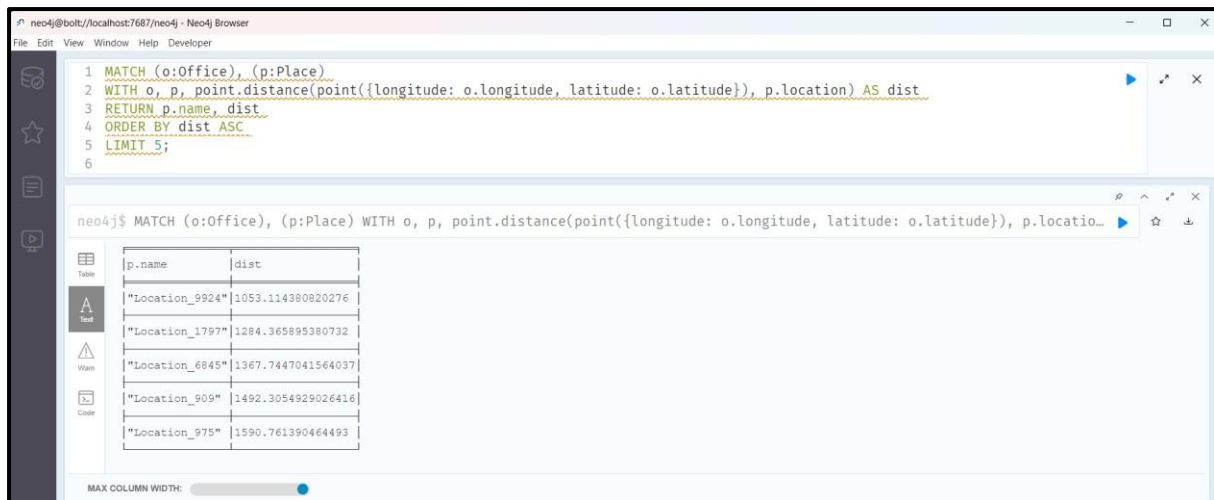 neo4j@bolt://localhost:7687/neo4j - Neo4j Browser
File Edit View Window Help Developer
1 MATCH (o:Office), (p:Place)
2 WITH o, p, point.distance(point({longitude: o.longitude, latitude: o.latitude}), p.location) AS dist
3 RETURN p.name, dist
4 ORDER BY dist ASC
5 LIMIT 5;
6
neo4j$ MATCH (o:Office), (p:Place) WITH o, p, point.distance(point({longitude: o.longitude, latitude: o.latitude}), p.locatio…
Table
A
Text
Warn
Code
p.name dist
"Location_9924" 1053.114380820276
"Location_1797" 1284.365895380732
"Location_6845" 1367.7447041564037
"Location_909" 1492.3054929026416
"Location_975" 1590.761390464493
MAX COLUMN WIDTH: